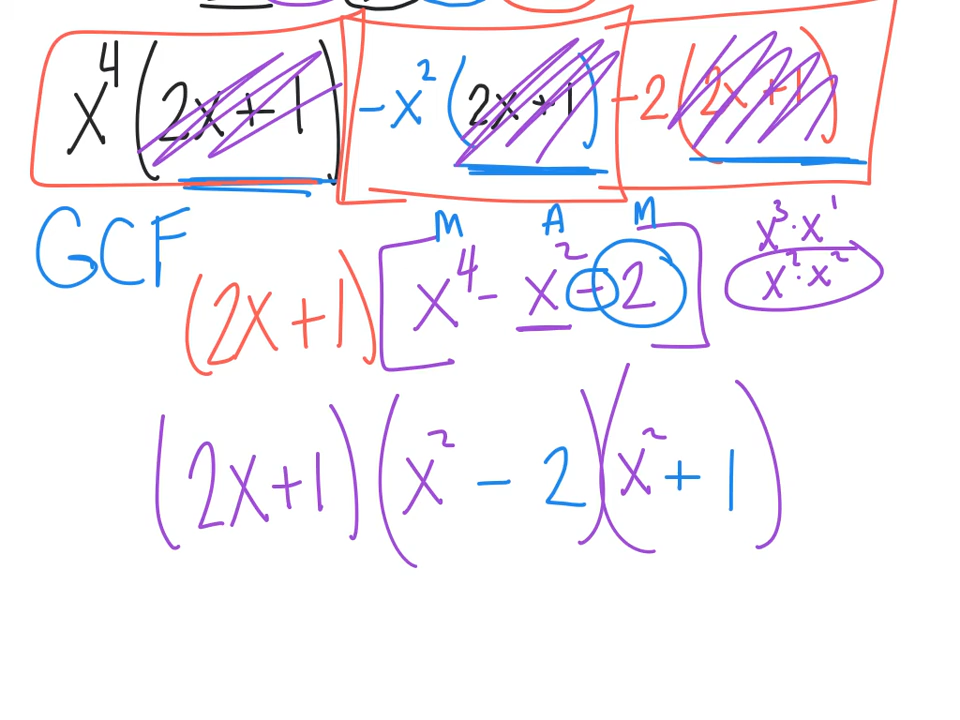 x⁴(2x+1) - x²(2x+1) - 2(2x+1)
GCF
M A M
x³·x¹
x²·x²
(2x+1)[x⁴ - x² - 2]
(2x+1)(x² - 2)(x² + 1)